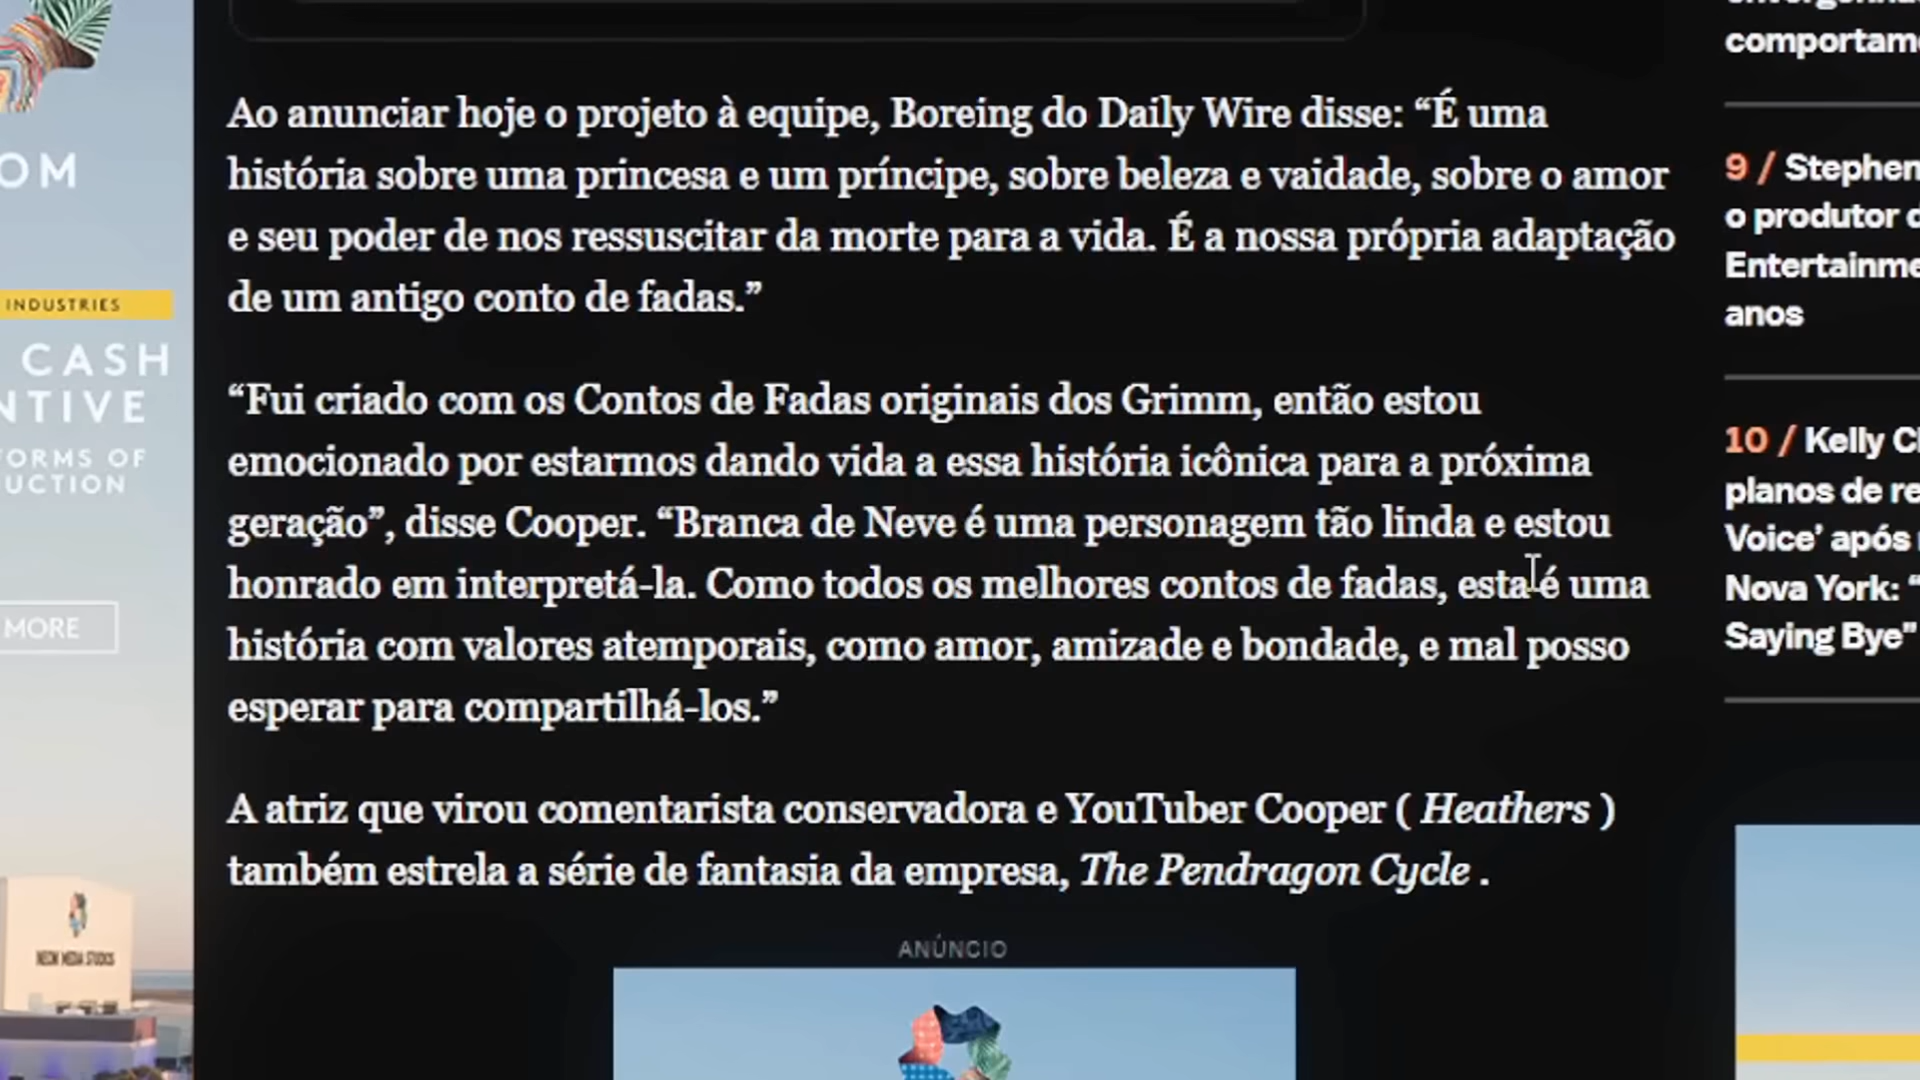 OM
INDUSTRIES
CASH
NTIVE
ORMS OF
UCTION
MORE
NEOM MEDIA STUDIOS
Ao anunciar hoje o projeto à equipe, Boreing do Daily Wire disse: “É uma
história sobre uma princesa e um príncipe, sobre beleza e vaidade, sobre o amor
e seu poder de nos ressuscitar da morte para a vida. É a nossa própria adaptação
de um antigo conto de fadas.”
“Fui criado com os Contos de Fadas originais dos Grimm, então estou
emocionado por estarmos dando vida a essa história icônica para a próxima
geração”, disse Cooper. “Branca de Neve é uma personagem tão linda e estou
honrado em interpretá-la. Como todos os melhores contos de fadas, esta é uma
história com valores atemporais, como amor, amizade e bondade, e mal posso
esperar para compartilhá-los.”
A atriz que virou comentarista conservadora e YouTuber Cooper ( Heathers )
também estrela a série de fantasia da empresa, The Pendragon Cycle .
ANÚNCIO
comportam
9 / Stephen
o produtor d
Entertainme
anos
10 / Kelly Cl
planos de re
Voice’ após
Nova York: “
Saying Bye”